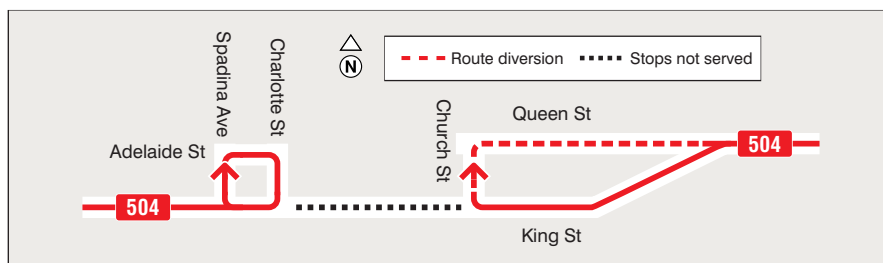 Spadina Ave
Charlotte St
N
Route diversion
Stops not served
Church St
Queen St
Adelaide St
504
504
King St